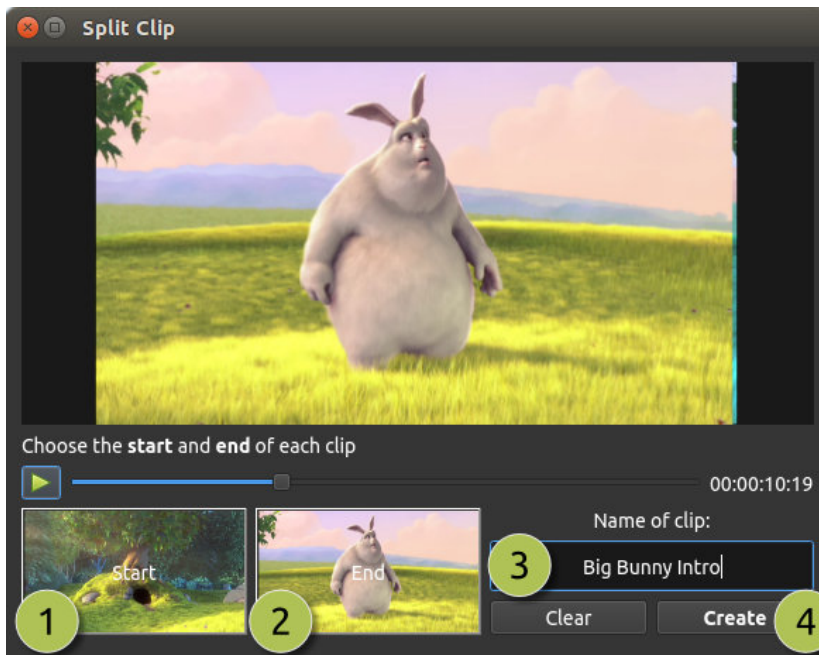 Split Clip
Choose the start and end of each clip
00:00:10:19
Name of clip:
Start
End
3
Big Bunny Intro
1
2
Clear
Create
4